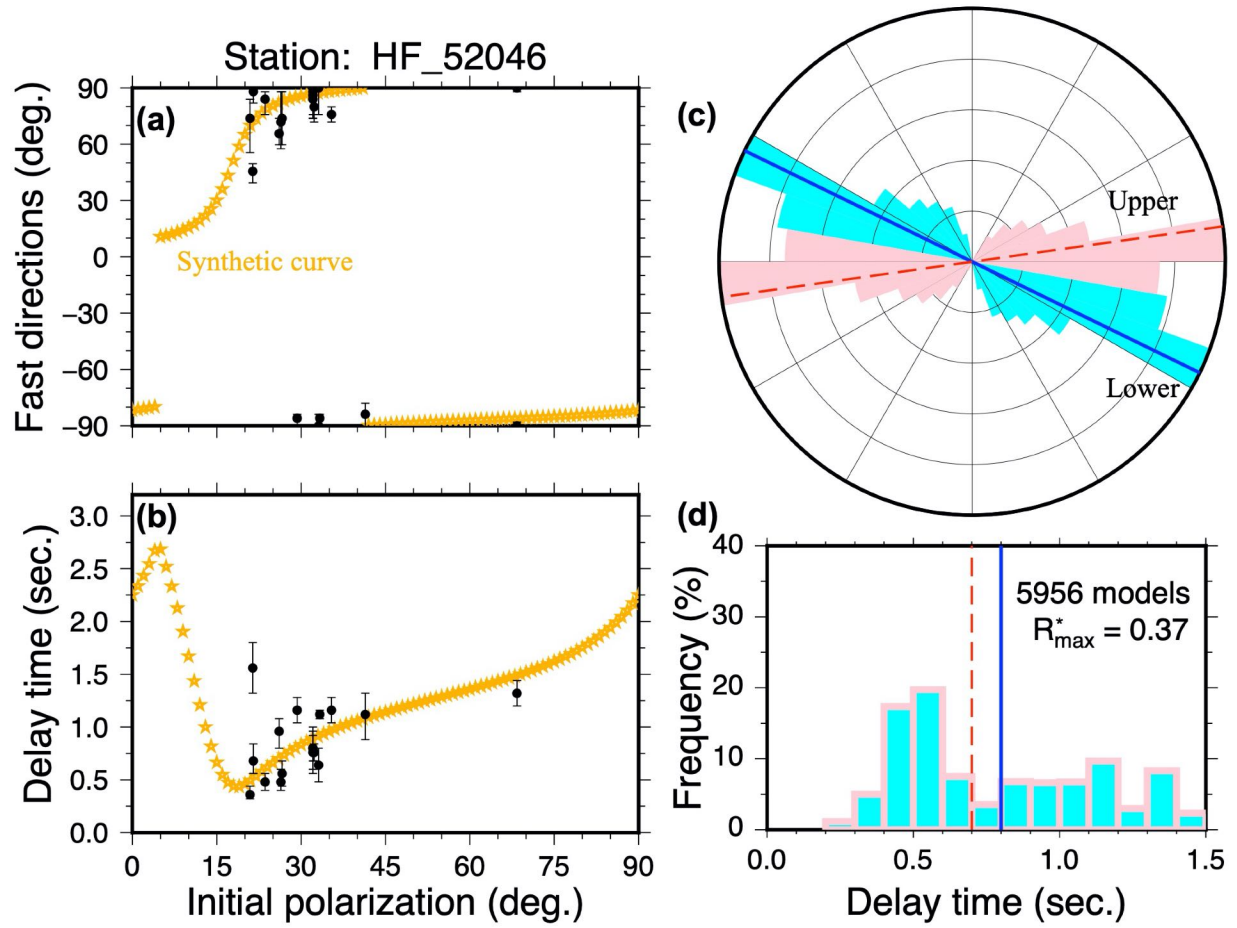 Station: HF_52046
(a)
Fast directions (deg.)
90
60
30
0
−30
−60
−90
Synthetic curve
(b)
Delay time (sec.)
3.0
2.5
2.0
1.5
1.0
0.5
0.0
0 15 30 45 60 75 90
Initial polarization (deg.)
(c)
Upper
Lower
(d)
Frequency (%)
40
30
20
10
0
5956 models
R*max = 0.37
0.0 0.5 1.0 1.5
Delay time (sec.)